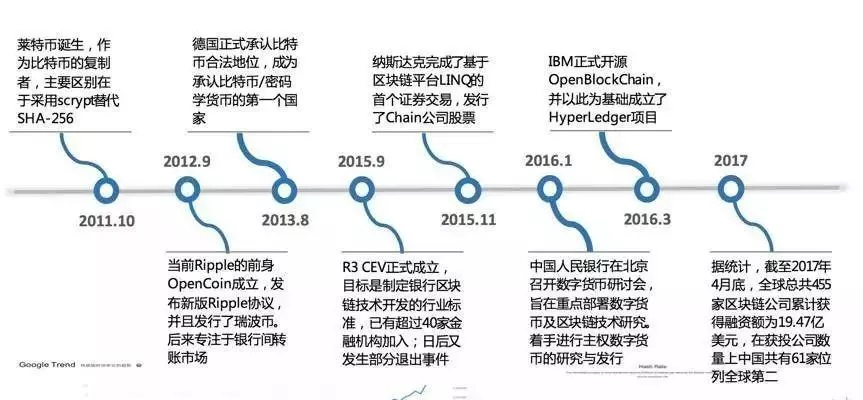 莱特币诞生，作
为比特币的复制
者，主要区别在
于采用scrypt替代
SHA-256
德国正式承认比特
币合法地位，成为
承认比特币/密码
学货币的第一个国
家
纳斯达克完成了基于
区块链平台LINQ的
首个证券交易，发行
了Chain公司股票
IBM正式开源
OpenBlockChain，
并以此为基础成立了
HyperLedger项目
2012.9
2015.9
2016.1
2017
2011.10
2013.8
2015.11
2016.3
当前Ripple的前身
OpenCoin成立，发
布新版Ripple协议，
并且发行了瑞波币。
后来专注于银行间转
账市场
R3 CEV正式成立，
目标是制定银行区块
链技术开发的行业标
准，已有超过40家金
融机构加入；日后又
发生部分退出事件
中国人民银行在北京
召开数字货币研讨会，
旨在重点部署数字货
币及区块链技术研究。
着手进行主权数字货
币的研究与发行
据统计，截至2017年
4月底，全球总共455
家区块链公司累计获
得融资额为19.47亿
美元，在获投公司数
量上中国共有61家位
列全球第二
Google Trend
Hash Rate